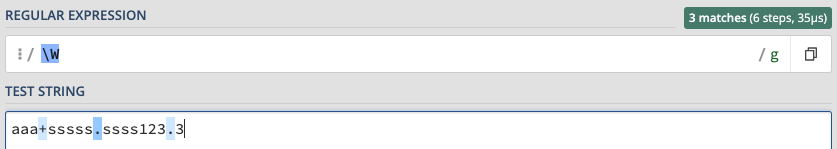 REGULAR EXPRESSION 3 matches (6 steps, 35μs)
/ \W / g
TEST STRING
aaa+sssss.ssss123.3